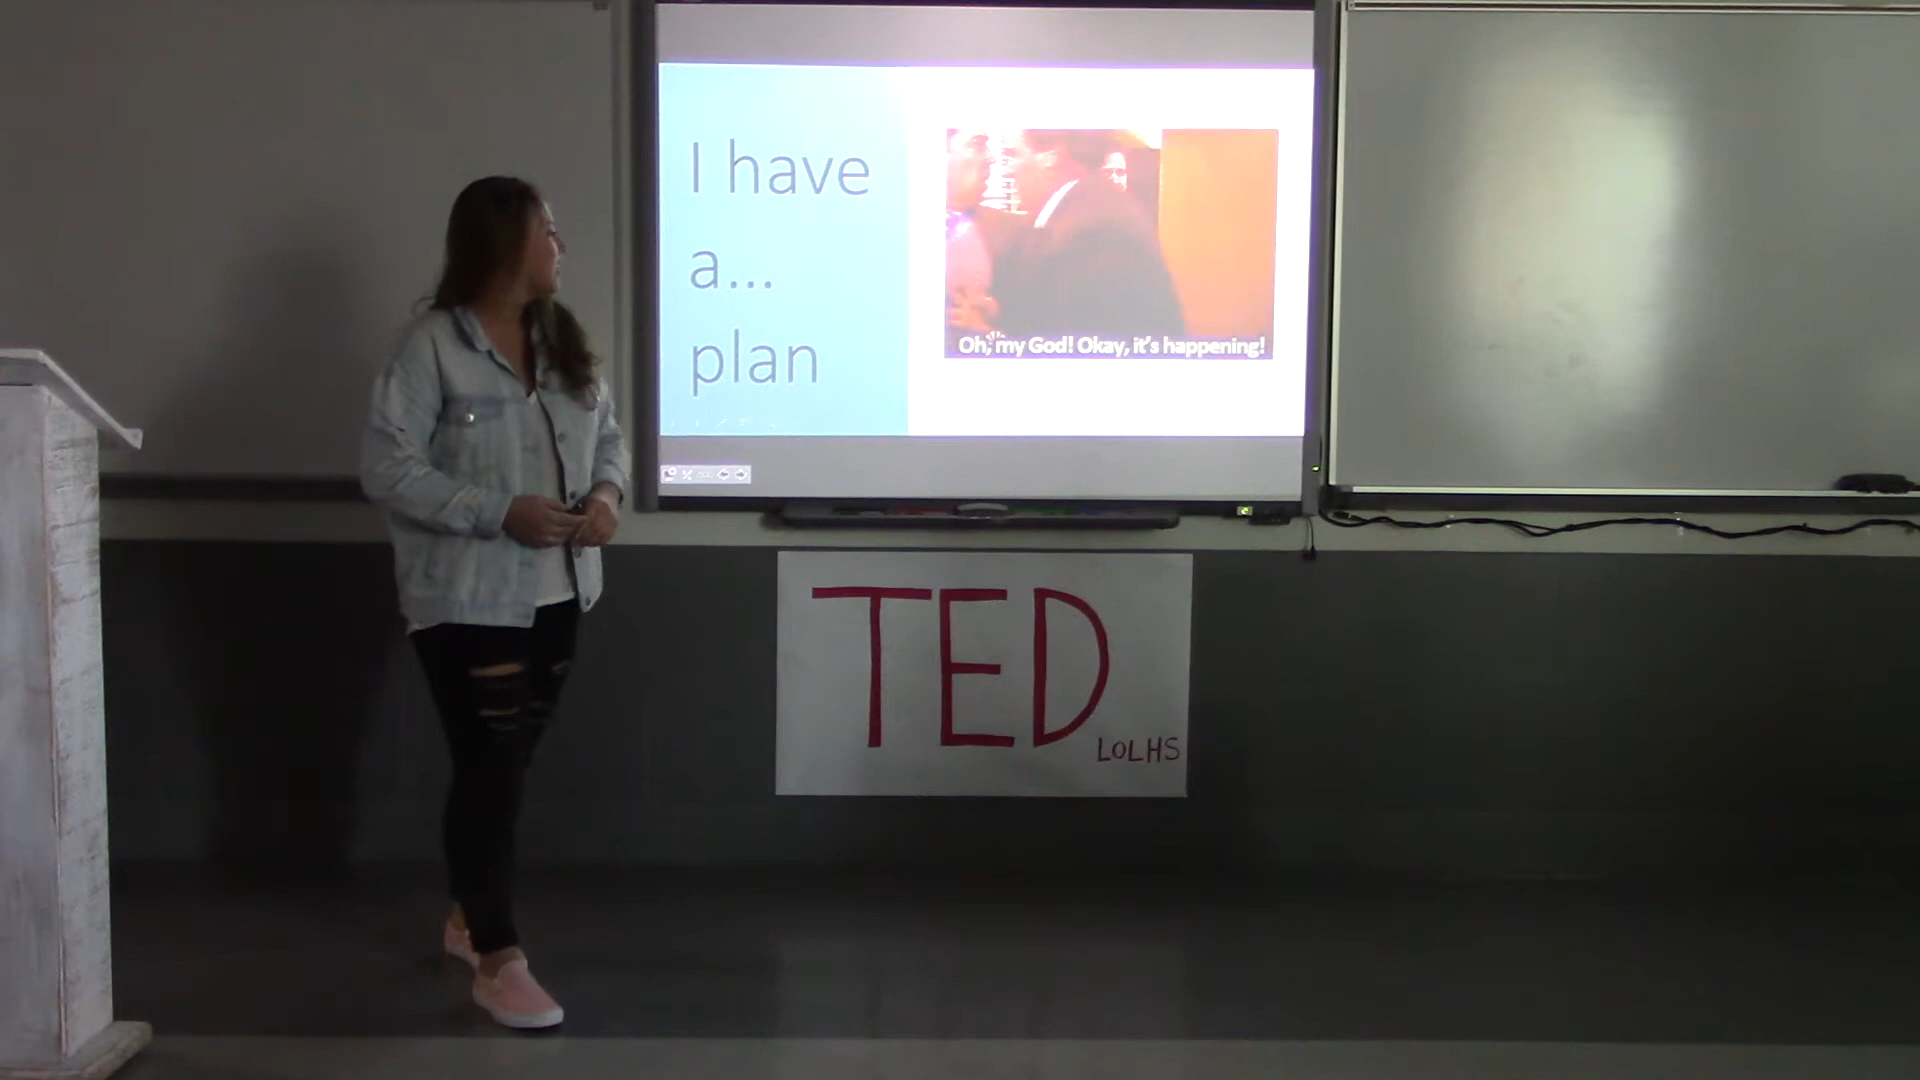 I have
a...
plan
Oh, my God! Okay, it's happening!
TED
LOLHS